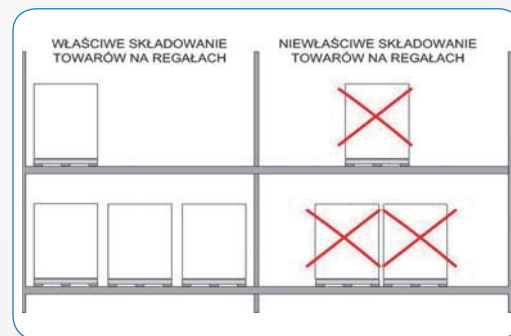 WŁAŚCIWE SKŁADOWANIE
TOWARÓW NA REGAŁACH
NIEWŁAŚCIWE SKŁADOWANIE
TOWARÓW NA REGAŁACH